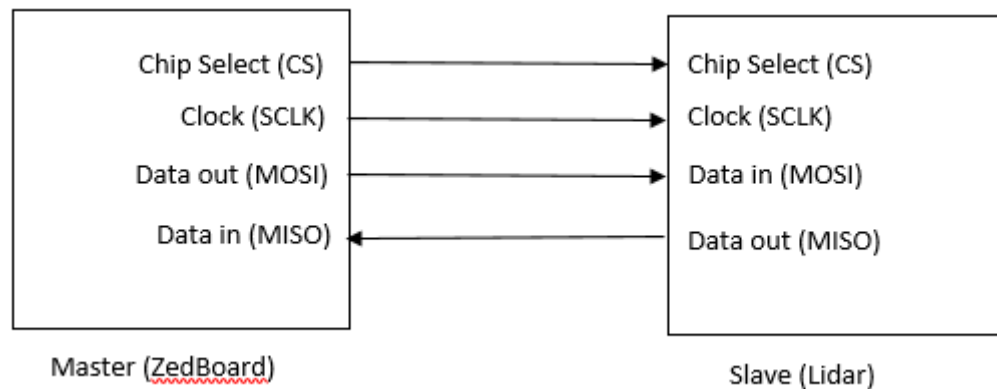 Chip Select (CS)
Clock (SCLK)
Data out (MOSI)
Data in (MISO)
Master (ZedBoard)
Chip Select (CS)
Clock (SCLK)
Data in (MOSI)
Data out (MISO)
Slave (Lidar)